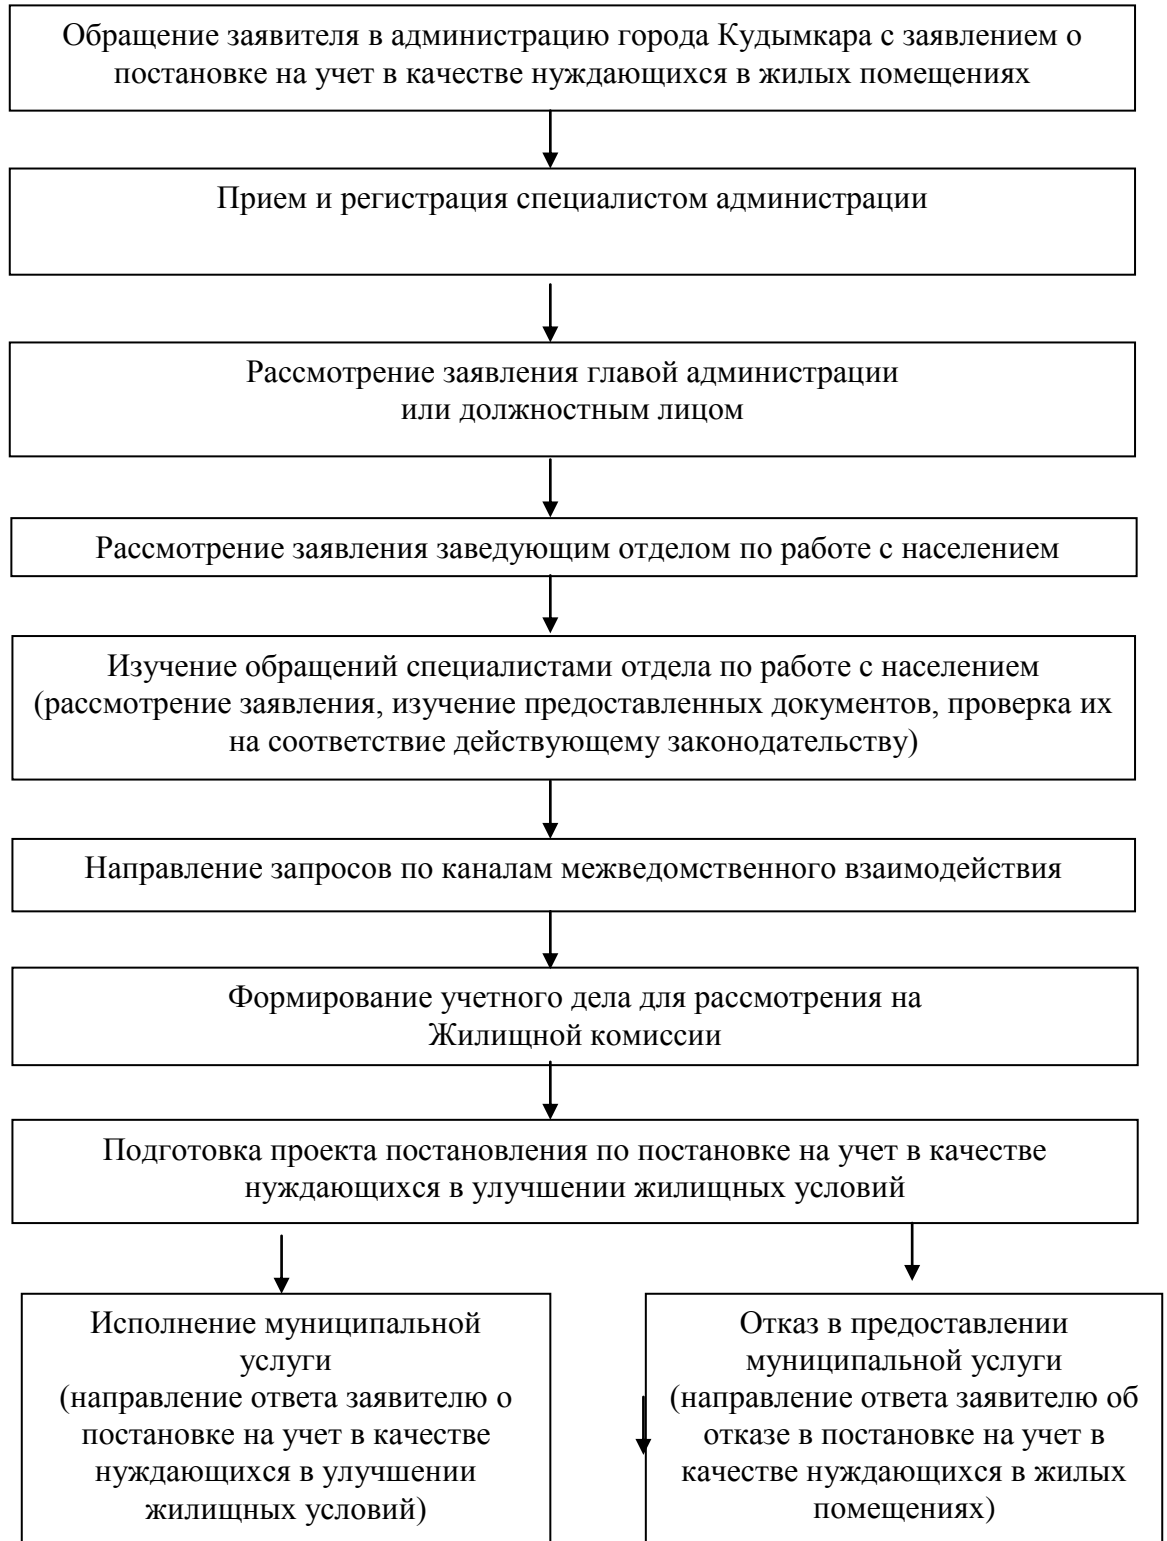 Обращение заявителя в администрацию города Кудымкара с заявлением о
постановке на учет в качестве нуждающихся в жилых помещениях
Прием и регистрация специалистом администрации
Рассмотрение заявления главой администрации
или должностным лицом
Рассмотрение заявления заведующим отделом по работе с населением
Изучение обращений специалистами отдела по работе с населением
(рассмотрение заявления, изучение предоставленных документов, проверка их
на соответствие действующему законодательству)
Направление запросов по каналам межведомственного взаимодействия
Формирование учетного дела для рассмотрения на
Жилищной комиссии
Подготовка проекта постановления по постановке на учет в качестве
нуждающихся в улучшении жилищных условий
Исполнение муниципальной
услуги
(направление ответа заявителю о
постановке на учет в качестве
нуждающихся в улучшении
жилищных условий)
Отказ в предоставлении
муниципальной услуги
(направление ответа заявителю об
отказе в постановке на учет в
качестве нуждающихся в жилых
помещениях)